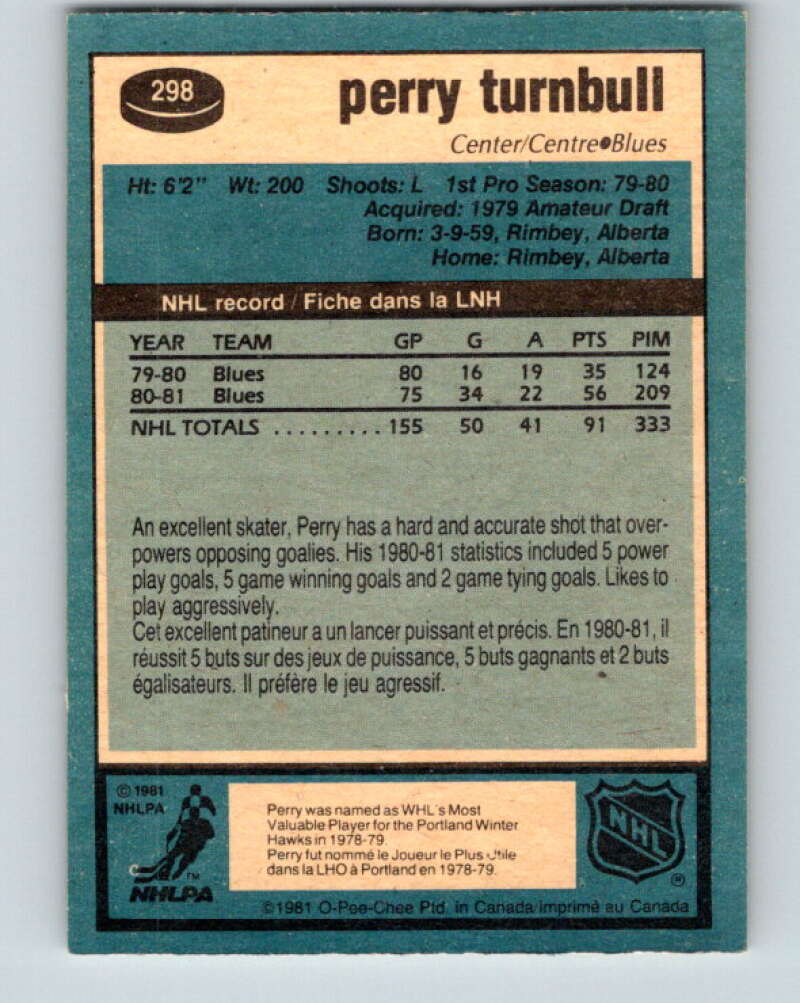 298
perry turnbull
Center/Centre●Blues
Ht: 6'2" Wt: 200 Shoots: L 1st Pro Season: 79-80
Acquired: 1979 Amateur Draft
Born: 3-9-59, Rimbey, Alberta
Home: Rimbey, Alberta
NHL record / Fiche dans la LNH
YEAR TEAM GP G A PTS PIM
79-80 Blues 80 16 19 35 124
80-81 Blues 75 34 22 56 209
NHL TOTALS ......... 155 50 41 91 333
An excellent skater, Perry has a hard and accurate shot that over-
powers opposing goalies. His 1980-81 statistics included 5 power
play goals, 5 game winning goals and 2 game tying goals. Likes to
play aggressively.
Cet excellent patineur a un lancer puissant et précis. En 1980-81, il
réussit 5 buts sur des jeux de puissance, 5 buts gagnants et 2 buts
égalisateurs. Il préfère le jeu agressif.
© 1981
NHLPA
TM
NHLPA
Perry was named as WHL's Most
Valuable Player for the Portland Winter
Hawks in 1978-79.
Perry fut nommé le Joueur le Plus Utile
dans la LHO à Portland en 1978-79.
NHL
®
©1981 O-Pee-Chee Ptd. in Canada/imprimé au Canada